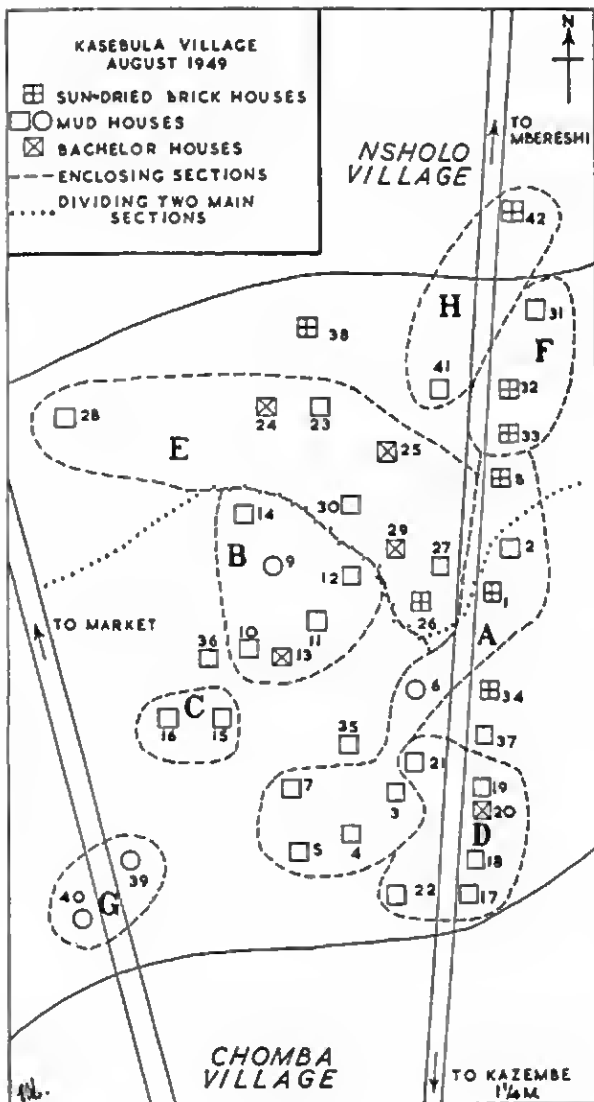 KASEBULA VILLAGE
AUGUST 1949
SUN-DRIED BRICK HOUSES
MUD HOUSES
BACHELOR HOUSES
ENCLOSING SECTIONS
DIVIDING TWO MAIN
SECTIONS
N
TO
MBERESHI
NSHOLO
VILLAGE
42
H
31
F
38
41
32
28
24
23
33
E
25
8
14
30
2
B
9
29
27
12
1
26
TO MARKET
A
11
10
36
13
6
34
C
16
15
35
37
21
7
19
3
20
4
D
5
18
39
22
17
40
G
CHOMBA
VILLAGE
TO KAZEMBE
1¼M.